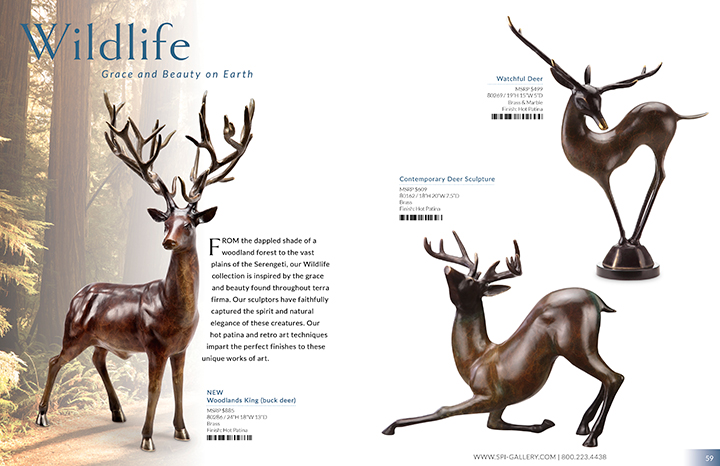 Wildlife
Grace and Beauty on Earth
FROM the dappled shade of a
woodland forest to the vast
plains of the Serengeti, our Wildlife
collection is inspired by the grace
and beauty found throughout terra
firma. Our sculptors have faithfully
captured the spirit and natural
elegance of these creatures. Our
hot patina and retro art techniques
impart the perfect finishes to these
unique works of art.
NEW
Woodlands King (buck deer)
MSRP $885
80286 / 24"H 18"W 13"D
Brass
Finish: Hot Patina
Watchful Deer
MSRP $499
80269 / 19"H 15"W 5"D
Brass & Marble
Finish: Hot Patina
Contemporary Deer Sculpture
MSRP $609
80162 / 18"H 20"W 7.5"D
Brass
Finish: Hot Patina
WWW.SPI-GALLERY.COM | 800.223.4438
59